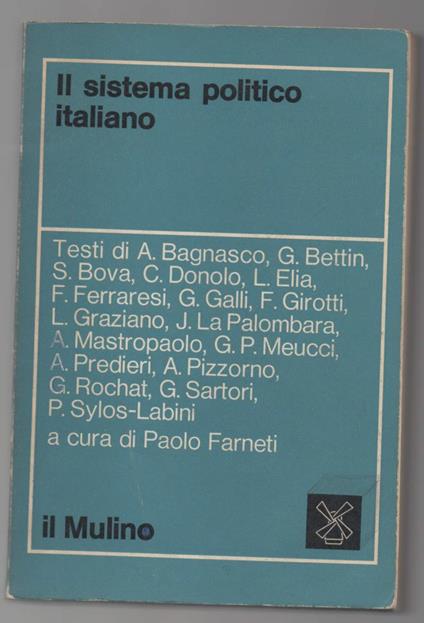 Il sistema politico
italiano
Testi di A. Bagnasco, G. Bettin,
S. Bova, C. Donolo, L. Elia,
F. Ferraresi, G. Galli, F. Girotti,
L. Graziano, J. La Palombara,
A. Mastropaolo, G. P. Meucci,
A. Predieri, A. Pizzorno,
G. Rochat, G. Sartori,
P. Sylos-Labini
a cura di Paolo Farneti
il Mulino